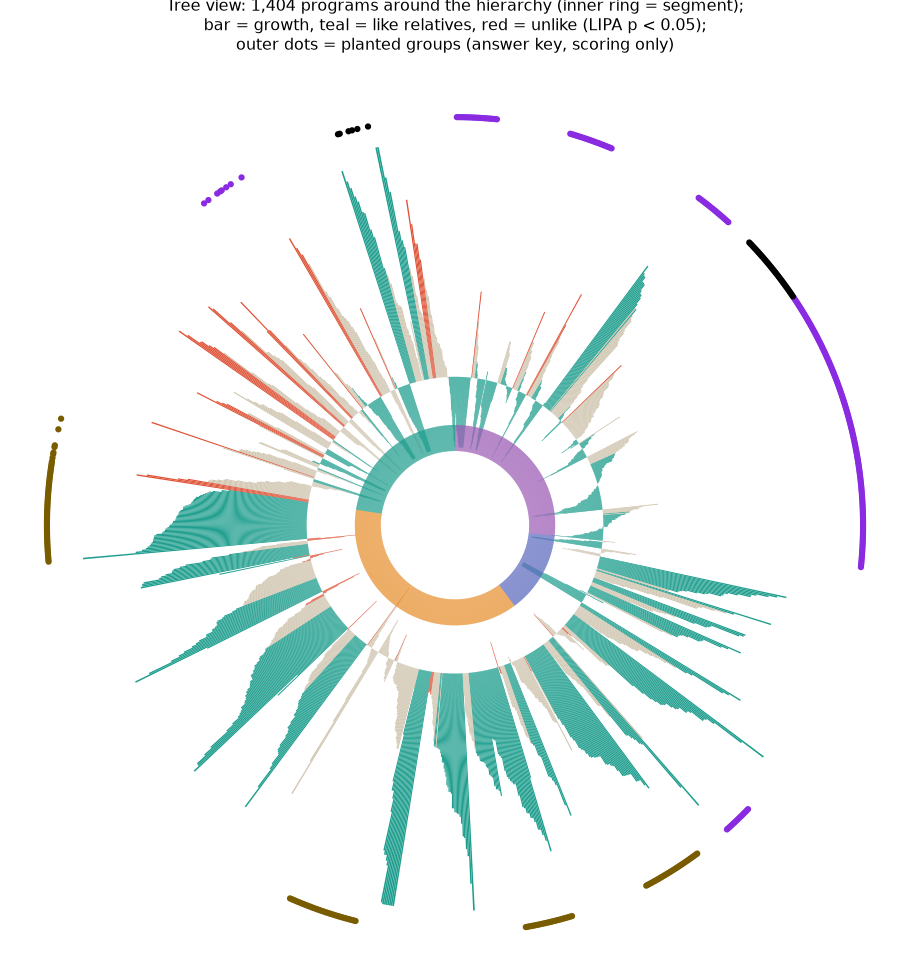 Tree view: 1,404 programs around the hierarchy (inner ring = segment);
bar = growth, teal = like relatives, red = unlike (LIPA p < 0.05);
outer dots = planted groups (answer key, scoring only)